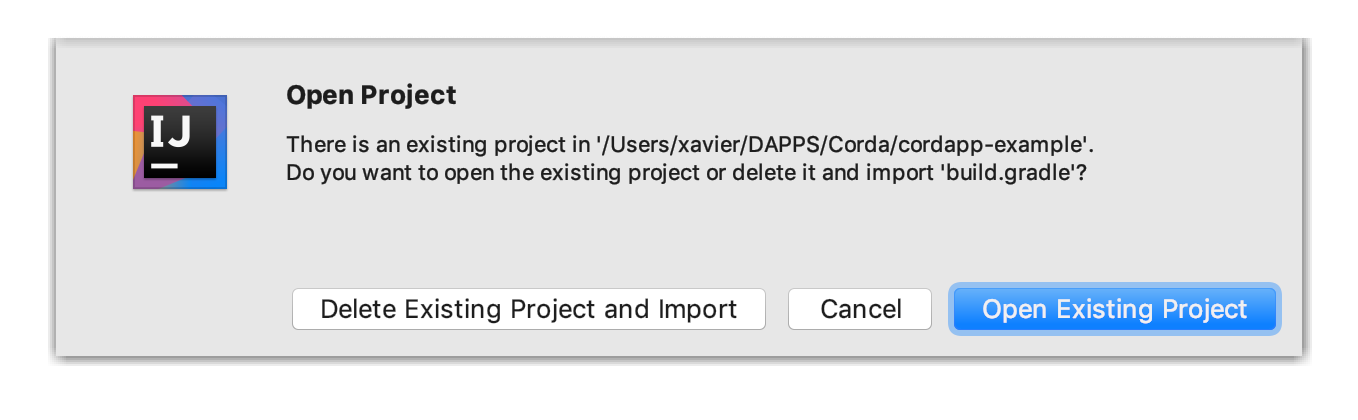 IJ
Open Project
There is an existing project in '/Users/xavier/DAPPS/Corda/cordapp-example'.
Do you want to open the existing project or delete it and import 'build.gradle'?
Delete Existing Project and Import
Cancel
Open Existing Project